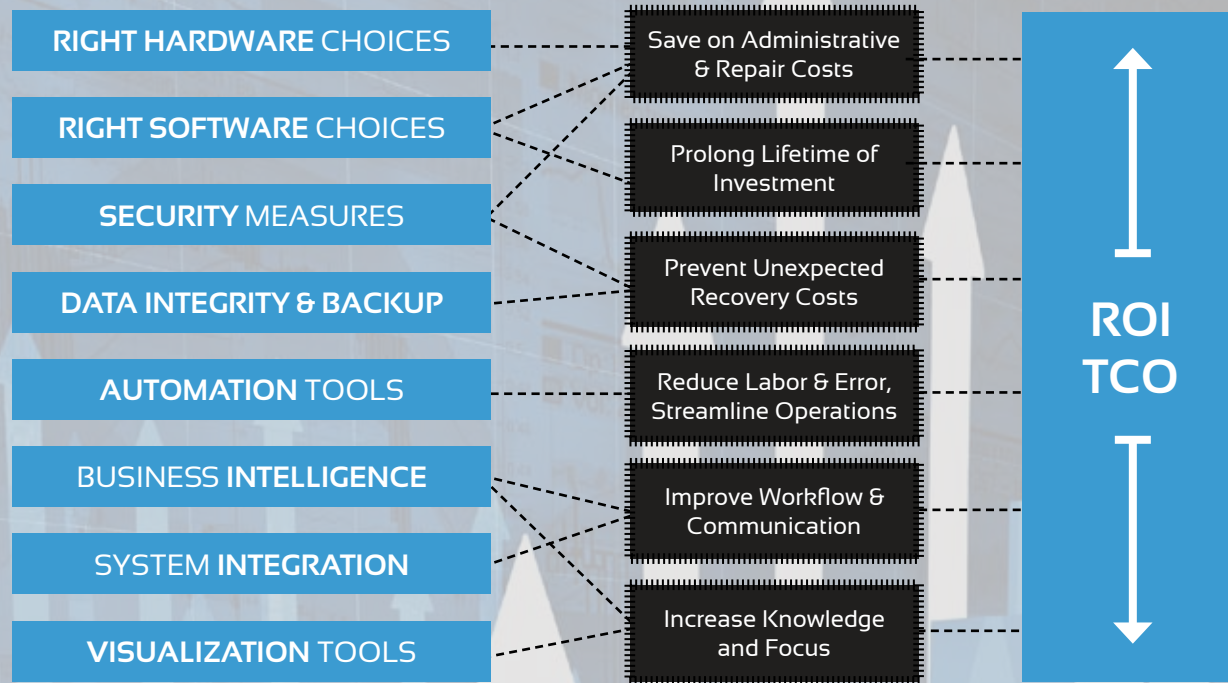 RIGHT HARDWARE CHOICES
RIGHT SOFTWARE CHOICES
SECURITY MEASURES
DATA INTEGRITY & BACKUP
AUTOMATION TOOLS
BUSINESS INTELLIGENCE
SYSTEM INTEGRATION
VISUALIZATION TOOLS
Save on Administrative
& Repair Costs
Prolong Lifetime of
Investment
Prevent Unexpected
Recovery Costs
Reduce Labor & Error,
Streamline Operations
Improve Workflow &
Communication
Increase Knowledge
and Focus
ROI
TCO